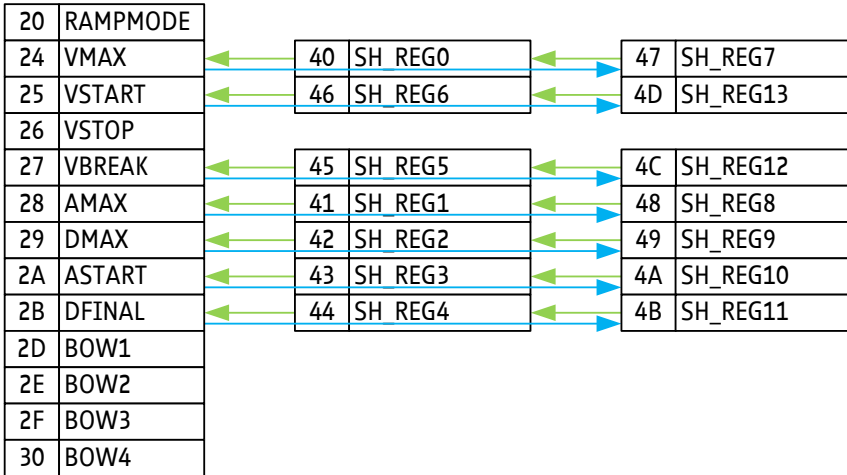 20 RAMPMODE
24 VMAX 40 SH_REG0 47 SH_REG7
25 VSTART 46 SH_REG6 4D SH_REG13
26 VSTOP
27 VBREAK 45 SH_REG5 4C SH_REG12
28 AMAX 41 SH_REG1 48 SH_REG8
29 DMAX 42 SH_REG2 49 SH_REG9
2A ASTART 43 SH_REG3 4A SH_REG10
2B DFINAL 44 SH_REG4 4B SH_REG11
2D BOW1
2E BOW2
2F BOW3
30 BOW4